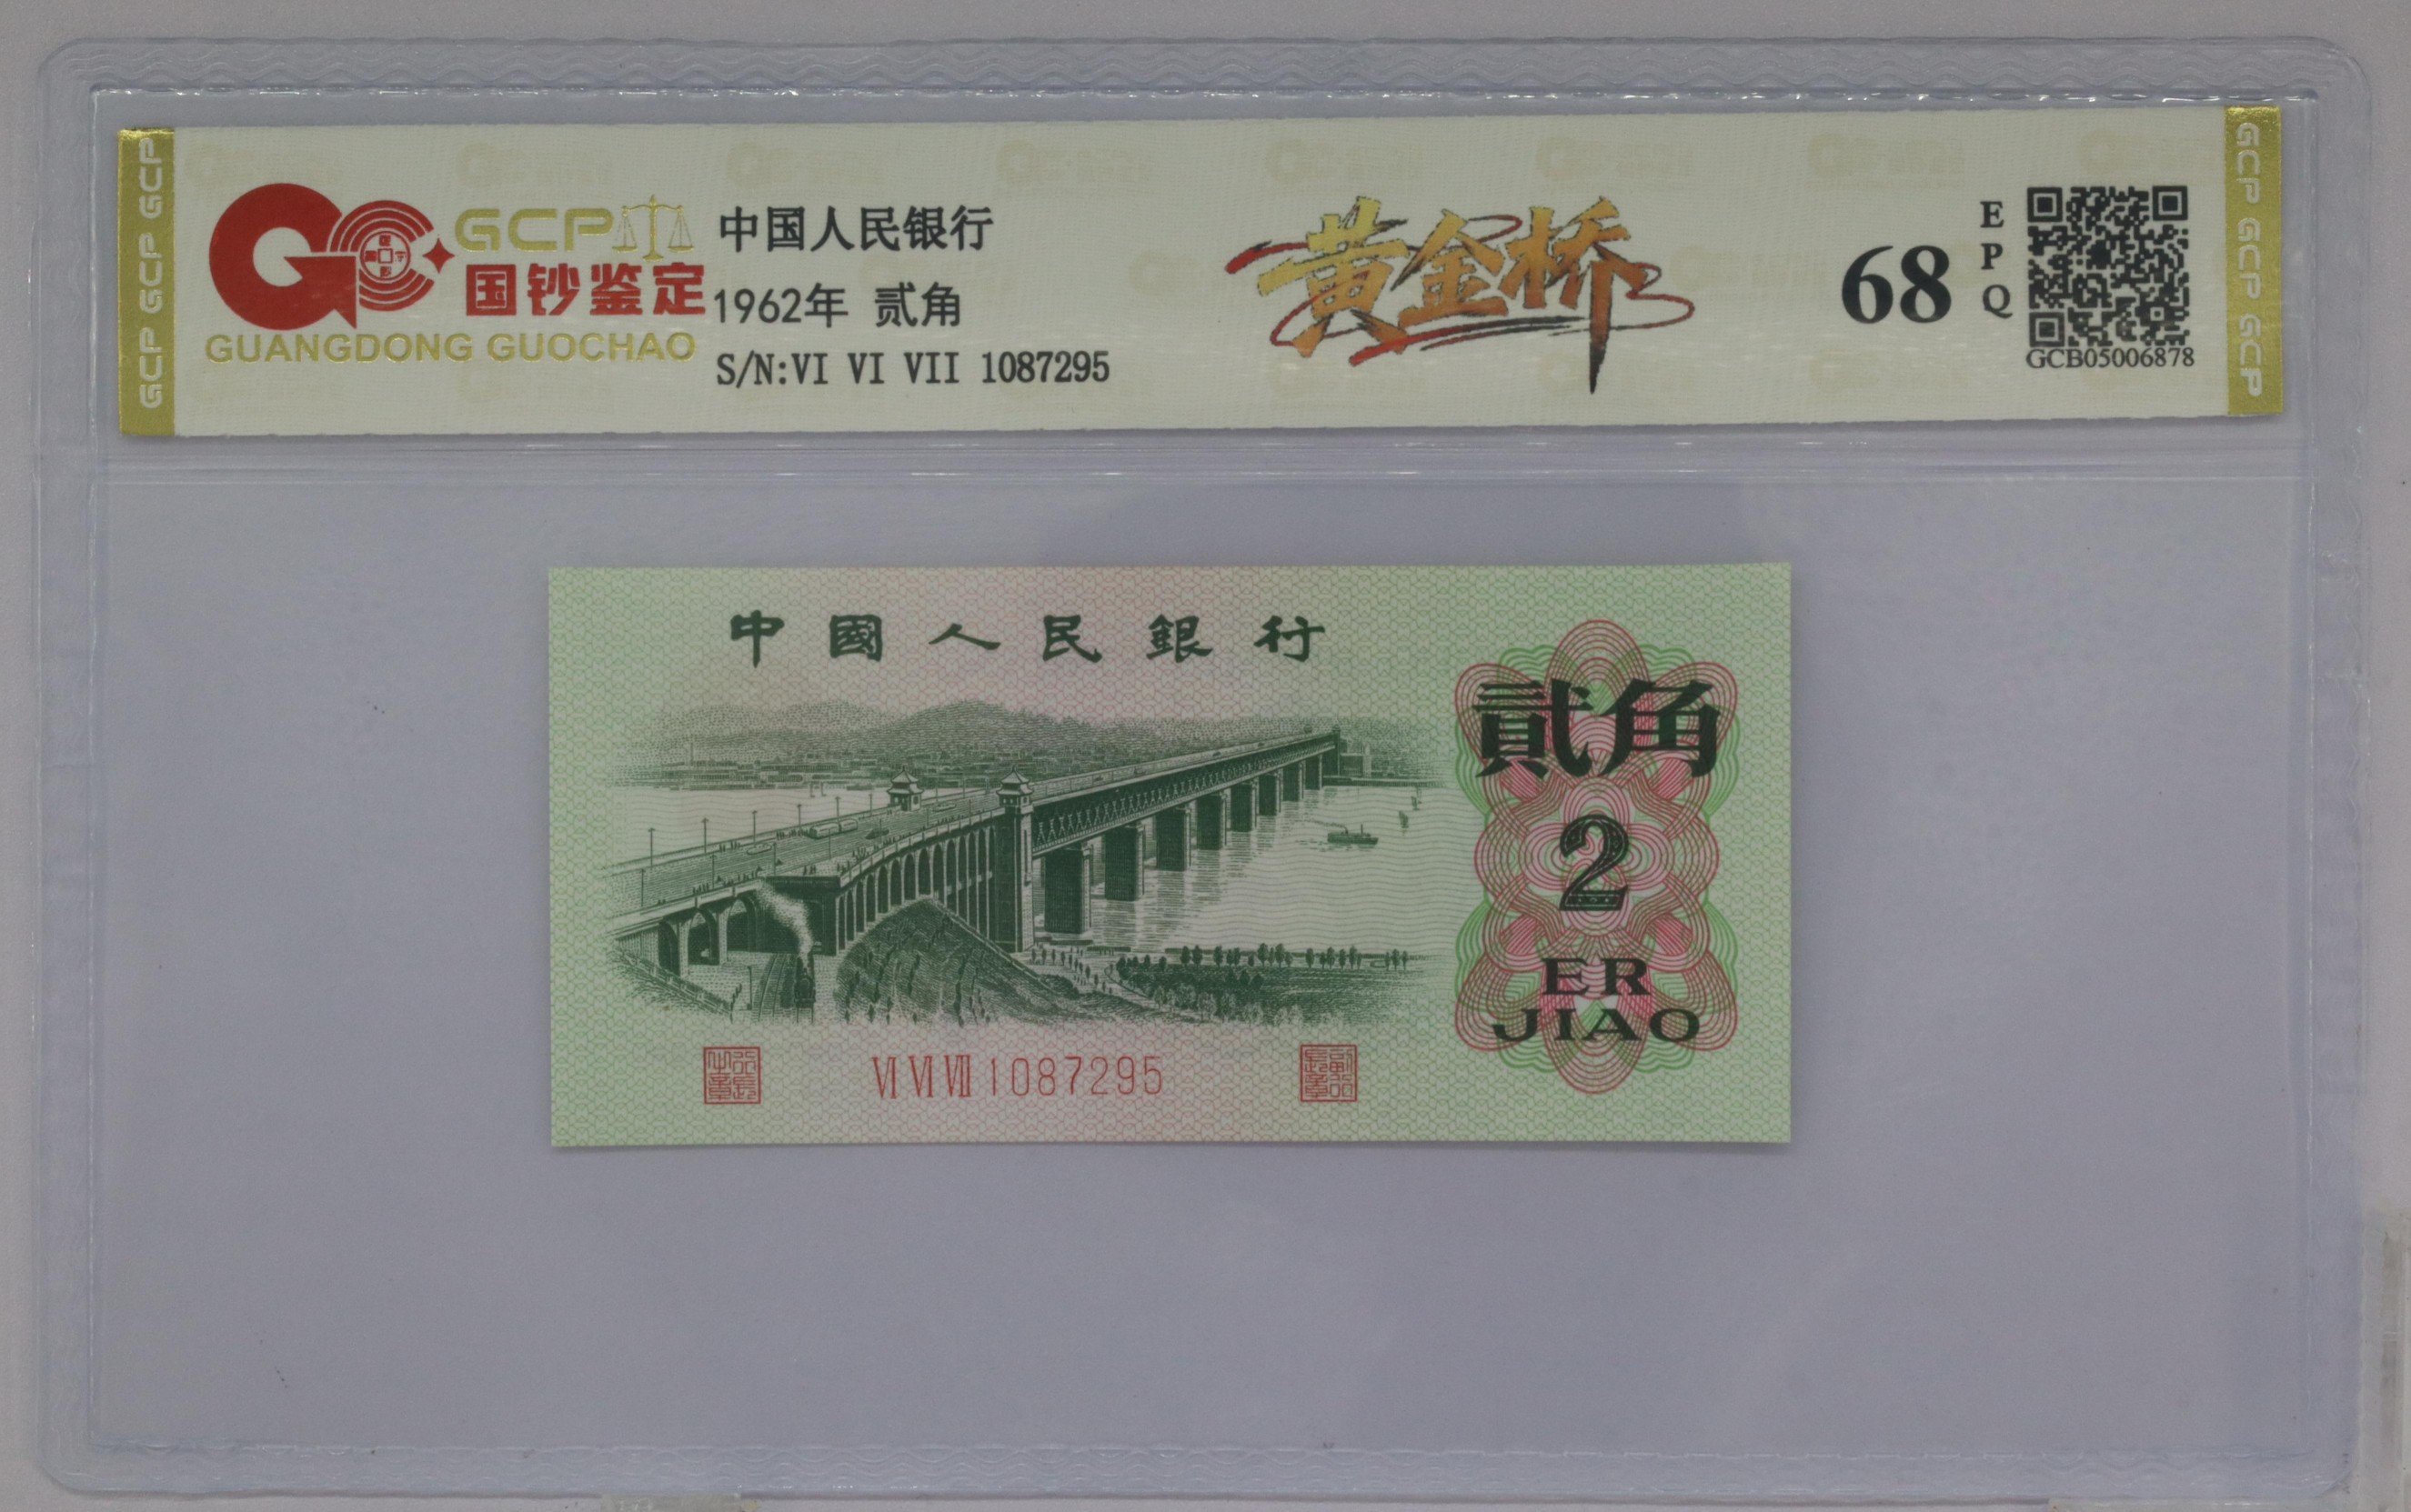 GCP GCP GCP
GCP
国钞鉴定
GUANGDONG GUOCHAO
中国人民银行
1962年 贰角
S/N:VI VI VII 1087295
黄金桥
68
EPQ
GCB05006878
GCP GCP GCP
中國人民銀行
貳角
2
ER
JIAO
VI VI VII 1087295